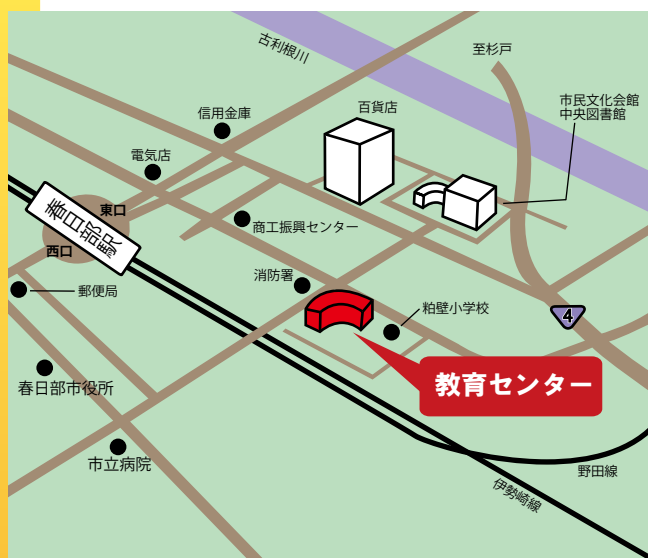 古利根川
至杉戸
信用金庫
百貨店
市民文化会館
中央図書館
電気店
東口
春日部駅
西口
商工振興センター
消防署
郵便局
粕壁小学校
4
教育センター
春日部市役所
市立病院
野田線
伊勢崎線